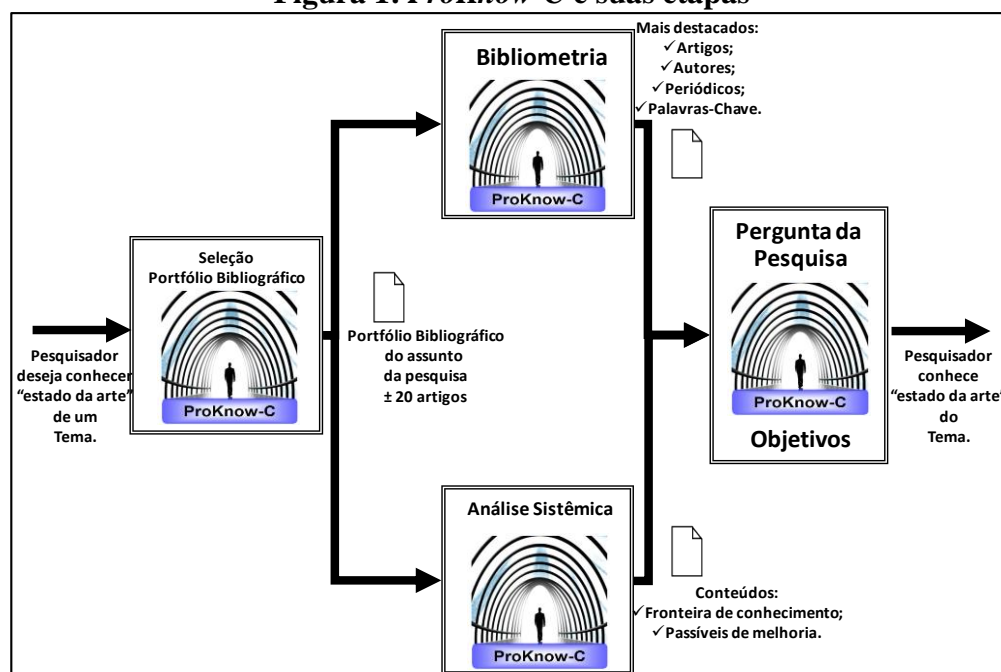 Figura 1. ProKnow-C e suas etapas
Bibliometria
ProKnow-C
Mais destacados:
✓Artigos;
✓Autores;
✓Periódicos;
✓Palavras-Chave.
Seleção
Portfólio Bibliográfico
ProKnow-C
Pesquisador
deseja conhecer
“estado da arte”
de um
Tema.
Portfólio Bibliográfico
do assunto
da pesquisa
± 20 artigos
Pergunta da
Pesquisa
ProKnow-C
Objetivos
Pesquisador
conhece
“estado da arte”
do
Tema.
Análise Sistêmica
ProKnow-C
Conteúdos:
✓Fronteira de conhecimento;
✓Passíveis de melhoria.